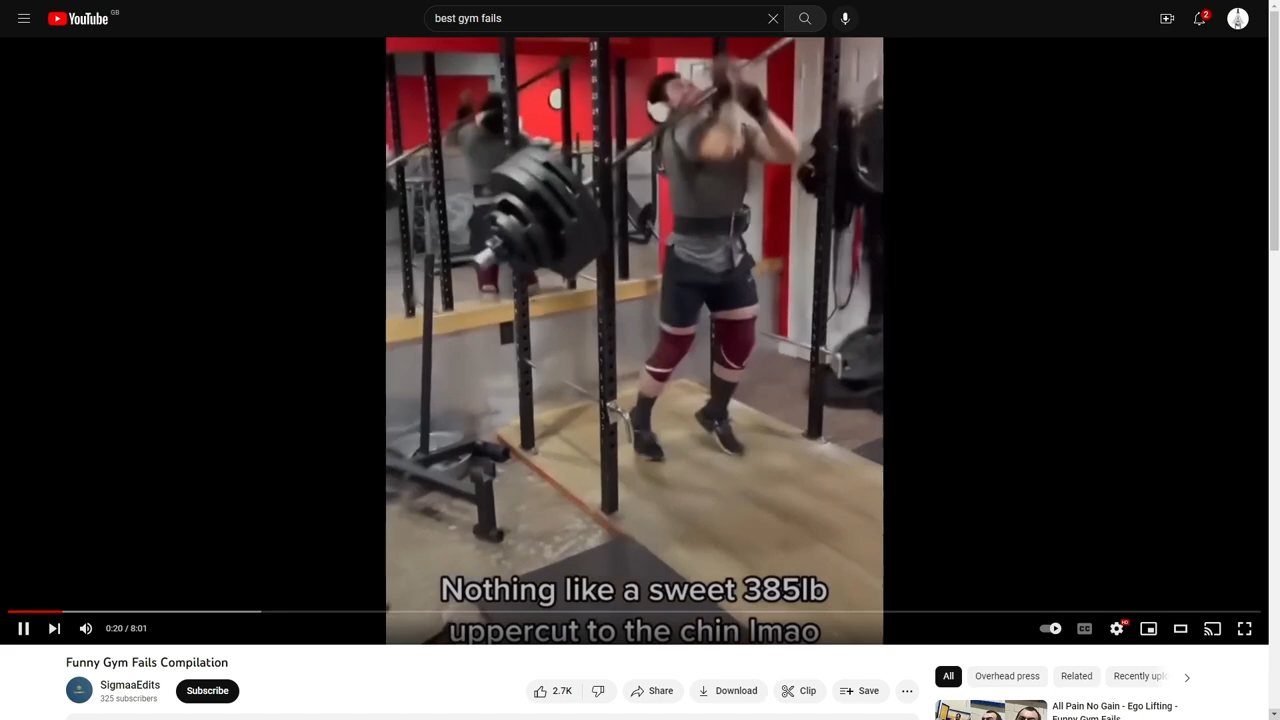 YouTube GB
best gym fails
2
Nothing like a sweet 385lb
uppercut to the chin lmao
0:20 / 8:01
CC
HD
Funny Gym Fails Compilation
SigmaaEdits
325 subscribers
Subscribe
2.7K
Share
Download
Clip
Save
All
Overhead press
Related
Recently uplo
All Pain No Gain - Ego Lifting -
Funny Gym Fails